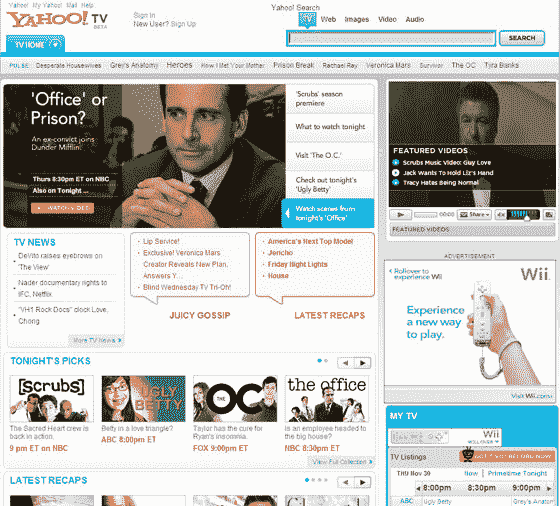 Yahoo! My Yahoo! Mail
YAHOO! TV
BETA
Sign In
New User? Sign Up
Yahoo! Search
TV Web Images Video Audio
SEARCH
TV HOME
PULSE Desperate Housewives Grey's Anatomy Heroes How I Met Your Mother Prison Break Rachael Ray Veronica Mars Survivor The OC Tyra Banks
'Office' or
Prison?
An ex-convict joins
Dunder Mifflin.
Thurs 8:30pm ET on NBC
Also on Tonight ...
'Scrubs' season
premiere
What to watch tonight
Visit 'The O.C.'
Check out tonight's
'Ugly Betty'
Watch scenes from
tonight's 'Office'
FEATURED VIDEOS
Scrubs Music Video: Guy Love
Jack Wants To Hold Liz's Hand
Tracy Hates Being Normal
00:00
Share
FEATURED VIDEOS
TV NEWS
DeVito raises eyebrows on
'The View'
Nader documentary rights to
IFC, Netflix
"VH1 Rock Docs" clock Love,
Chong
More TV News
Lip Service!
Exclusive! Veronica Mars
Creator Reveals New Plan,
Answers Y...
Blind Wednesday TV Tri-Oh!
JUICY GOSSIP
America's Next Top Model
Jericho
Friday Night Lights
House
LATEST RECAPS
ADVERTISEMENT
Rollover to
experience Wii
Wii.
Experience
a new way
to play.
Visit Wii.com
TONIGHT'S PICKS
[scrubs]
The Sacred Heart crew is
back in action.
9 pm ET on NBC
UGLY
BETTY
Betty in a love triangle?
ABC 8:00pm ET
THE OC
Taylor has the cure for
Ryan's insomnia.
FOX 9:00pm ET
the office
Is an employee headed to
the big house?
NBC 8:30pm ET
View Full Collection
LATEST RECAPS
MY TV
Wii
TV Listings
THU Nov 30 Now | Primetime Tonight
8:00pm 8:30pm 9:00pm
ABC Ugly Betty Grey's Anatomy